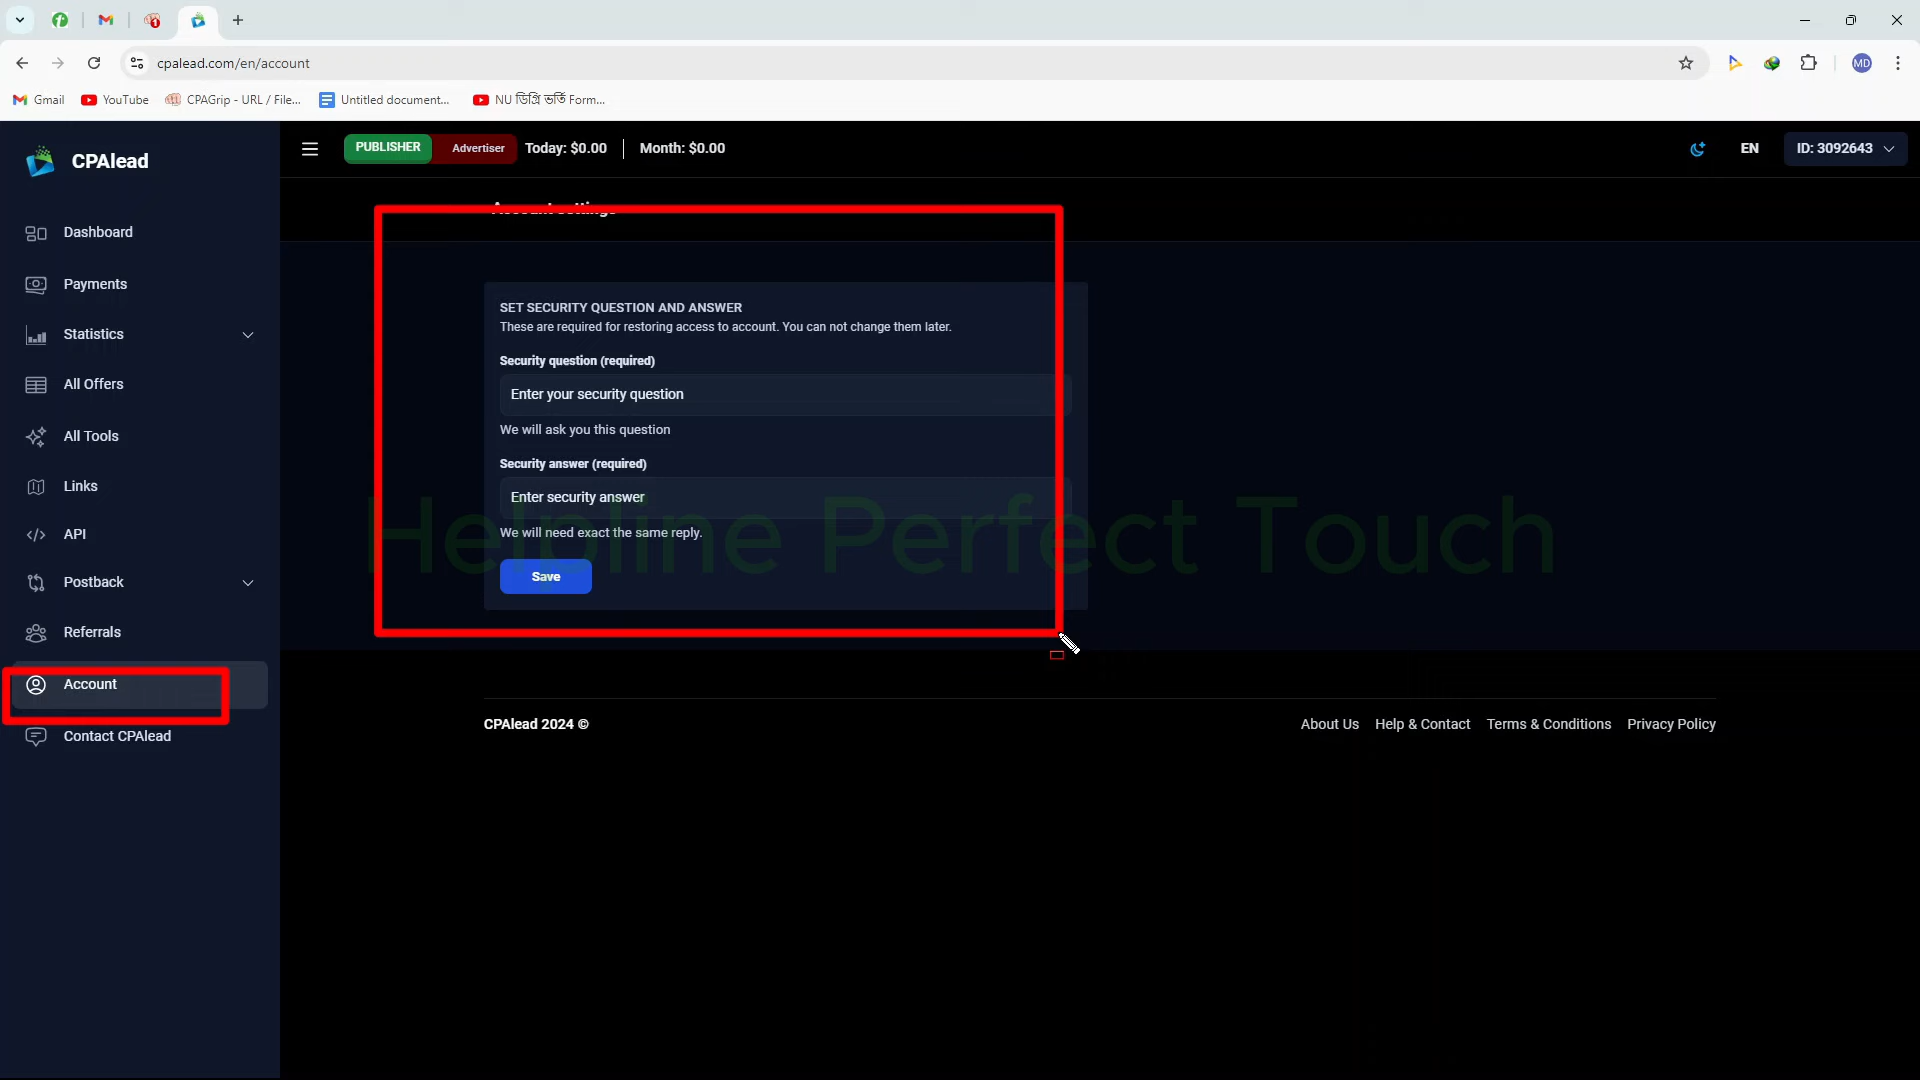 1
cpalead.com/en/account
MD
Gmail
YouTube
CPAGrip - URL / File...
Untitled document...
NU ডিগ্রি ভর্তি Form...
CPAlead
PUBLISHER
Advertiser
Today: $0.00
Month: $0.00
EN
ID: 3092643
Dashboard
Payments
Statistics
All Offers
All Tools
Links
API
Postback
Referrals
Account
Contact CPAlead
Account settings
SET SECURITY QUESTION AND ANSWER
These are required for restoring access to account. You can not change them later.
Security question (required)
Enter your security question
We will ask you this question
Security answer (required)
Enter security answer
We will need exact the same reply.
Save
Helpline Perfect Touch
CPAlead 2024 ©
About Us
Help & Contact
Terms & Conditions
Privacy Policy